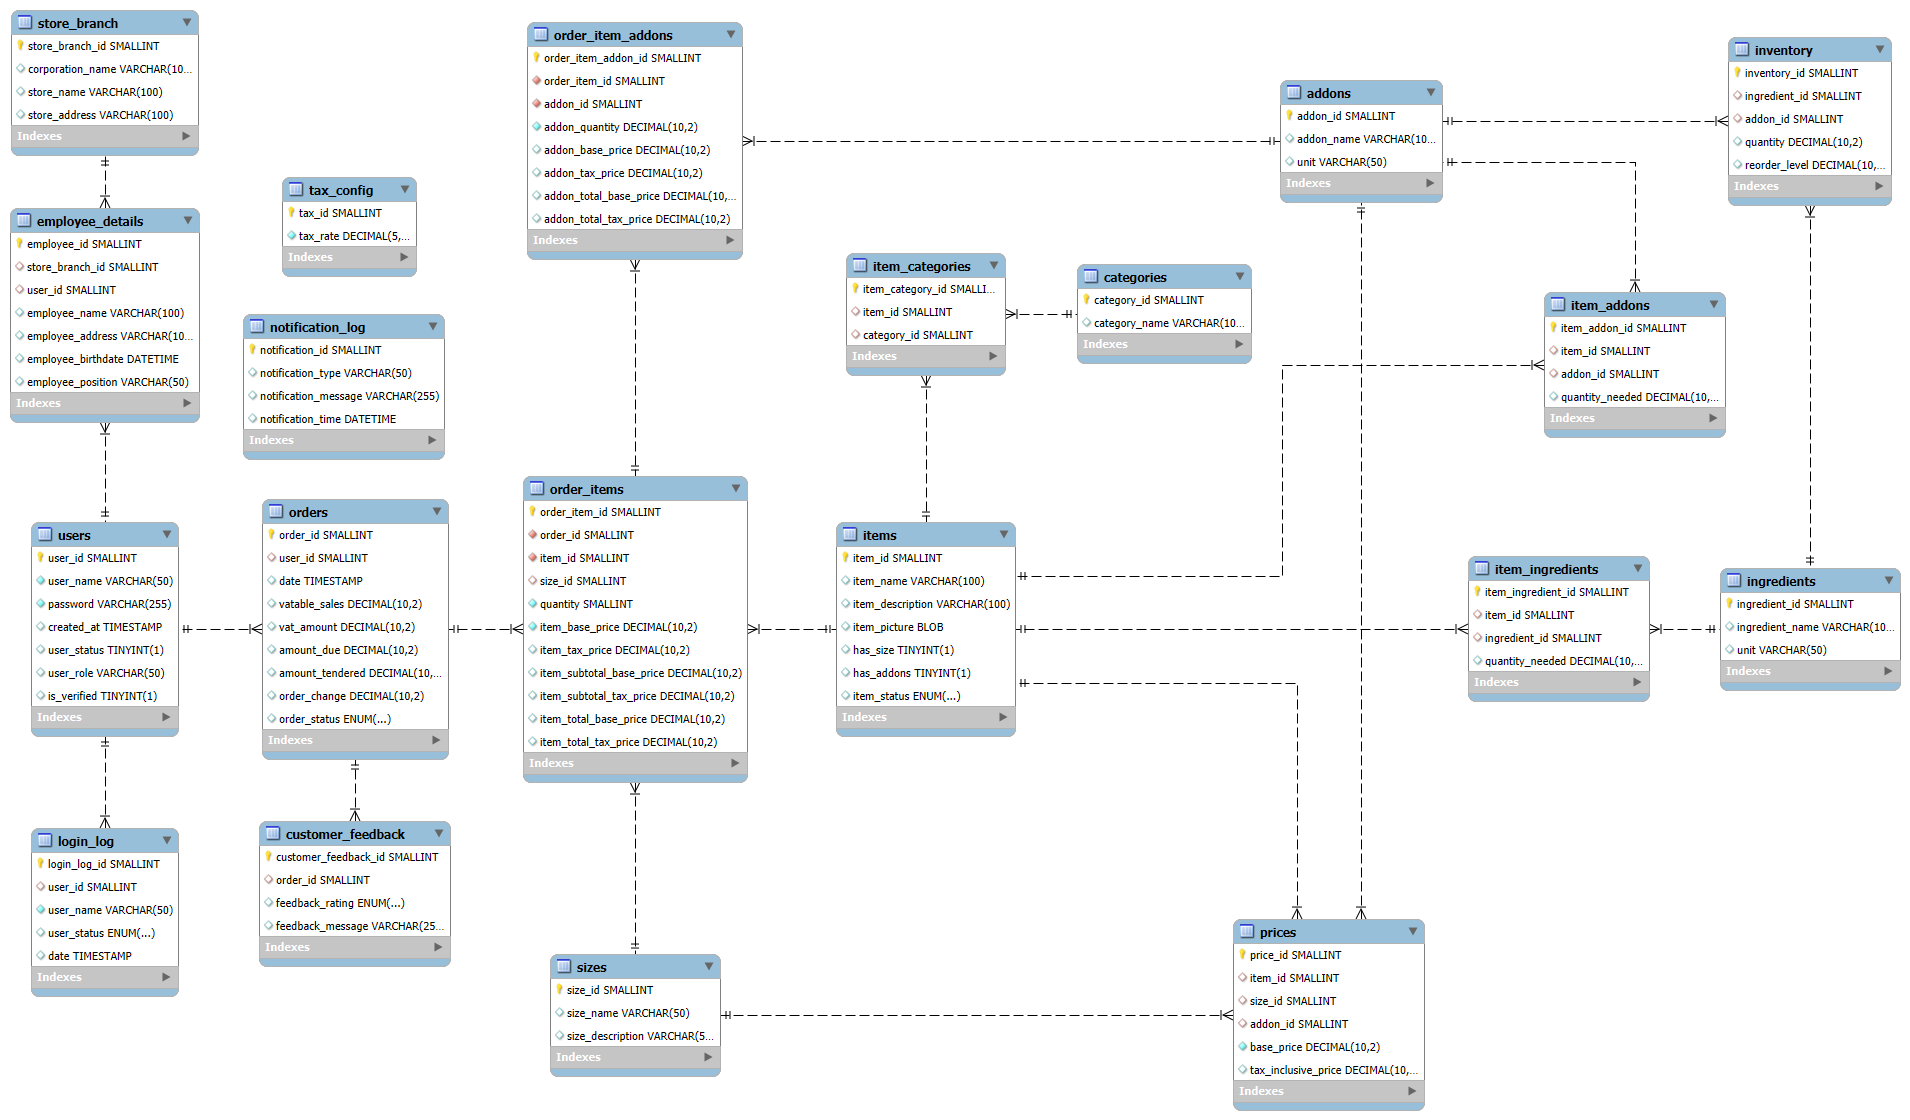 store_branch
store_branch_id SMALLINT
corporation_name VARCHAR(10...
store_name VARCHAR(100)
store_address VARCHAR(100)
Indexes
employee_details
employee_id SMALLINT
store_branch_id SMALLINT
user_id SMALLINT
employee_name VARCHAR(100)
employee_address VARCHAR(10...
employee_birthdate DATETIME
employee_position VARCHAR(50)
Indexes
users
user_id SMALLINT
user_name VARCHAR(50)
password VARCHAR(255)
created_at TIMESTAMP
user_status TINYINT(1)
user_role VARCHAR(50)
is_verified TINYINT(1)
Indexes
login_log
login_log_id SMALLINT
user_id SMALLINT
user_name VARCHAR(50)
user_status ENUM(...)
date TIMESTAMP
Indexes
tax_config
tax_id SMALLINT
tax_rate DECIMAL(5,...
Indexes
notification_log
notification_id SMALLINT
notification_type VARCHAR(50)
notification_message VARCHAR(255)
notification_time DATETIME
Indexes
orders
order_id SMALLINT
user_id SMALLINT
date TIMESTAMP
vatable_sales DECIMAL(10,2)
vat_amount DECIMAL(10,2)
amount_due DECIMAL(10,2)
amount_tendered DECIMAL(10,...
order_change DECIMAL(10,2)
order_status ENUM(...)
Indexes
customer_feedback
customer_feedback_id SMALLINT
order_id SMALLINT
feedback_rating ENUM(...)
feedback_message VARCHAR(25...
Indexes
order_item_addons
order_item_addon_id SMALLINT
order_item_id SMALLINT
addon_id SMALLINT
addon_quantity DECIMAL(10,2)
addon_base_price DECIMAL(10,2)
addon_tax_price DECIMAL(10,2)
addon_total_base_price DECIMAL(10,...
addon_total_tax_price DECIMAL(10,2)
Indexes
order_items
order_item_id SMALLINT
order_id SMALLINT
item_id SMALLINT
size_id SMALLINT
quantity SMALLINT
item_base_price DECIMAL(10,2)
item_tax_price DECIMAL(10,2)
item_subtotal_base_price DECIMAL(10,2)
item_subtotal_tax_price DECIMAL(10,2)
item_total_base_price DECIMAL(10,2)
item_total_tax_price DECIMAL(10,2)
Indexes
sizes
size_id SMALLINT
size_name VARCHAR(50)
size_description VARCHAR(5...
Indexes
item_categories
item_category_id SMALLI...
item_id SMALLINT
category_id SMALLINT
Indexes
categories
category_id SMALLINT
category_name VARCHAR(10...
Indexes
items
item_id SMALLINT
item_name VARCHAR(100)
item_description VARCHAR(100)
item_picture BLOB
has_size TINYINT(1)
has_addons TINYINT(1)
item_status ENUM(...)
Indexes
addons
addon_id SMALLINT
addon_name VARCHAR(10...
unit VARCHAR(50)
Indexes
inventory
inventory_id SMALLINT
ingredient_id SMALLINT
addon_id SMALLINT
quantity DECIMAL(10,2)
reorder_level DECIMAL(10,...
Indexes
item_addons
item_addon_id SMALLINT
item_id SMALLINT
addon_id SMALLINT
quantity_needed DECIMAL(10,...
Indexes
item_ingredients
item_ingredient_id SMALLINT
item_id SMALLINT
ingredient_id SMALLINT
quantity_needed DECIMAL(10,...
Indexes
ingredients
ingredient_id SMALLINT
ingredient_name VARCHAR(10...
unit VARCHAR(50)
Indexes
prices
price_id SMALLINT
item_id SMALLINT
size_id SMALLINT
addon_id SMALLINT
base_price DECIMAL(10,2)
tax_inclusive_price DECIMAL(10,...
Indexes